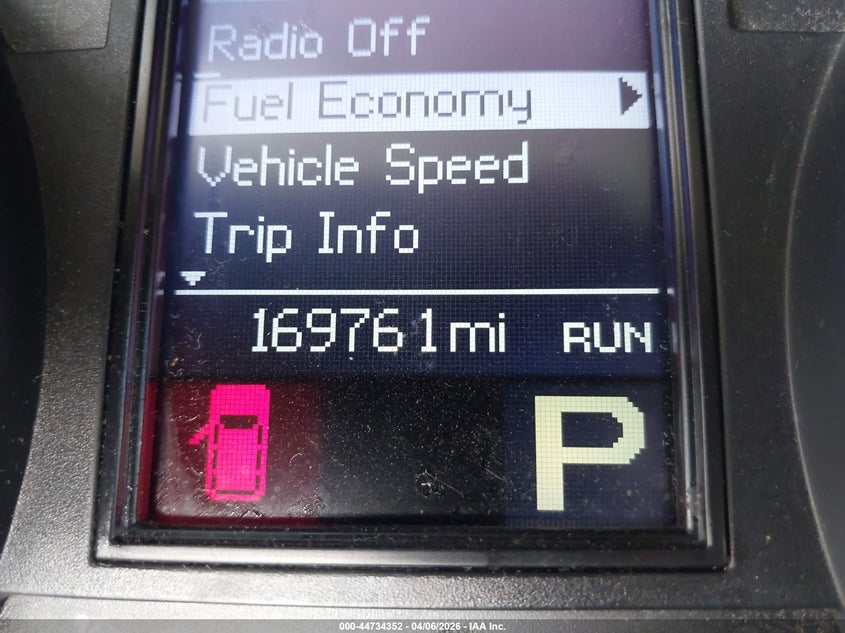 Radio Off
Fuel Economy
Vehicle Speed
Trip Info
169761mi RUN
P
000-44734352 - 04/06/2026 - IAA Inc.